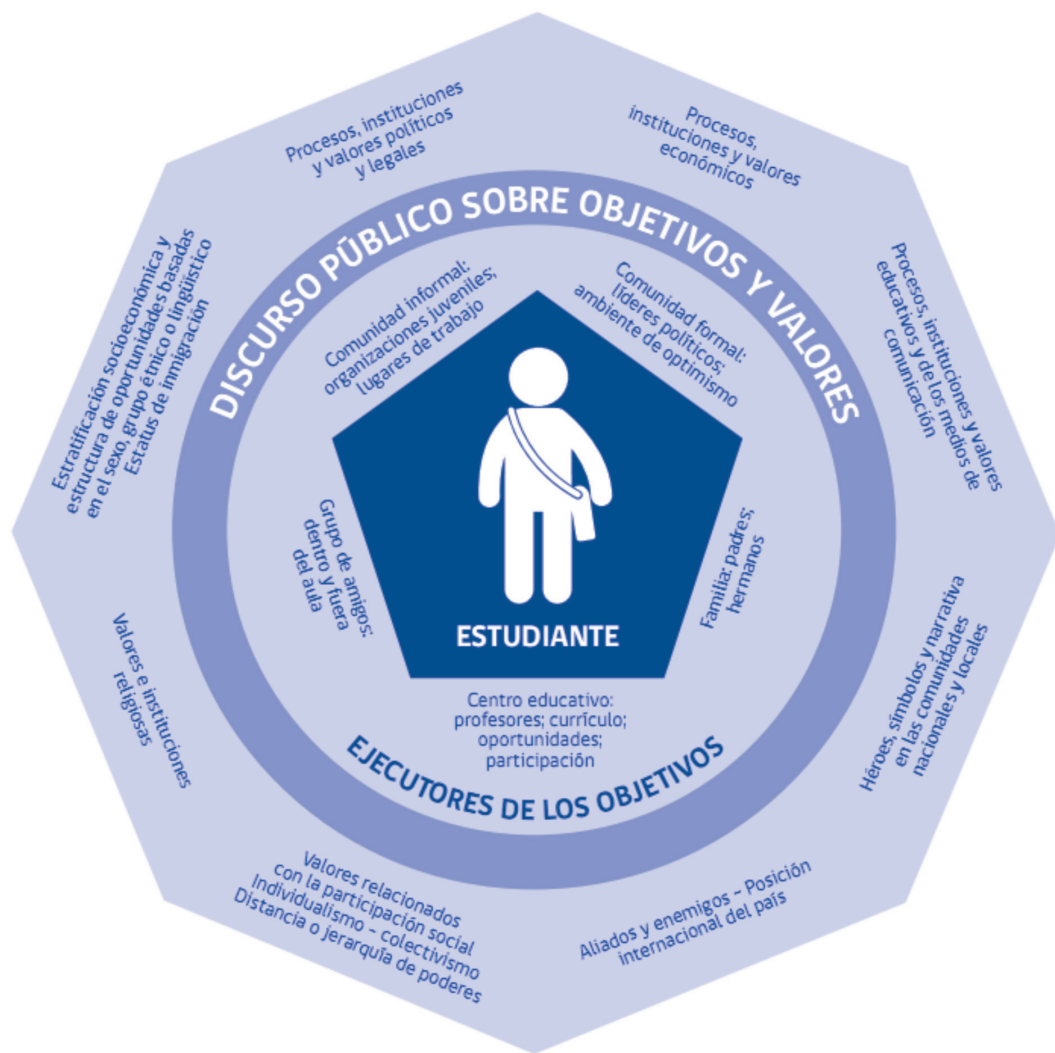 Procesos, instituciones
y valores políticos
y legales
Procesos,
instituciones y valores
económicos
Procesos, instituciones y valores
educativos y de los medios de
comunicación
Héroes, símbolos y narrativa
en las comunidades
nacionales y locales
Aliados y enemigos - Posición
internacional del país
Valores relacionados
con la participación social
Individualismo - colectivismo
Distancia o jerarquía de poderes
Valores e instituciones
religiosas
Estratificación socioeconómica y
estructura de oportunidades basadas
en el sexo, grupo étnico o lingüístico
Estatus de inmigración
DISCURSO PÚBLICO SOBRE OBJETIVOS Y VALORES
Comunidad informal:
organizaciones juveniles;
lugares de trabajo
Comunidad formal:
líderes políticos;
ambiente de optimismo
Familia: padres;
hermanos
Centro educativo:
profesores; currículo;
oportunidades;
participación
Grupo de amigos:
dentro y fuera
del aula
ESTUDIANTE
EJECUTORES DE LOS OBJETIVOS